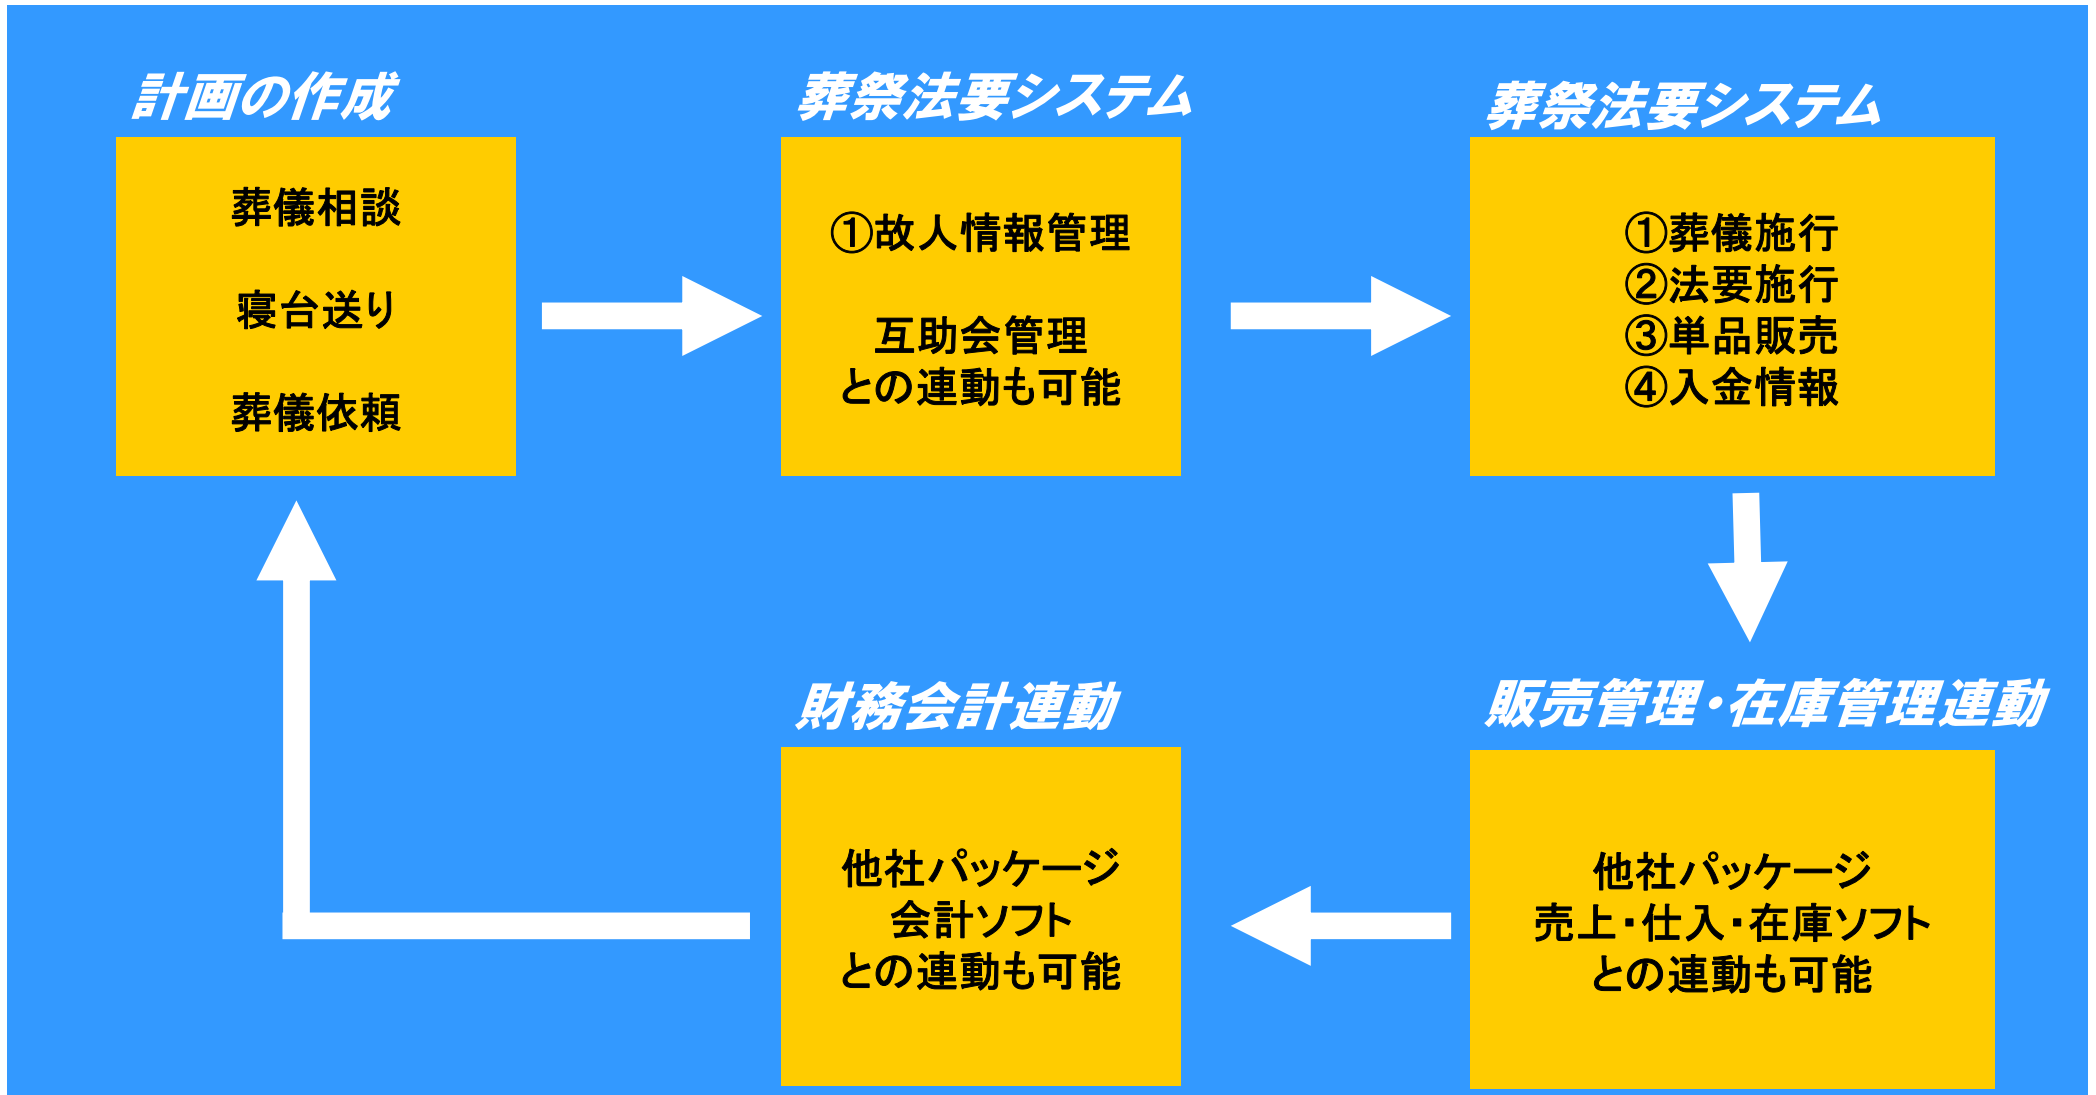 計画の作成
葬儀相談
寝台送り
葬儀依頼
葬祭法要システム
①故人情報管理
互助会管理
との連動も可能
葬祭法要システム
①葬儀施行
②法要施行
③単品販売
④入金情報
販売管理・在庫管理連動
他社パッケージ
売上・仕入・在庫ソフト
との連動も可能
財務会計連動
他社パッケージ
会計ソフト
との連動も可能